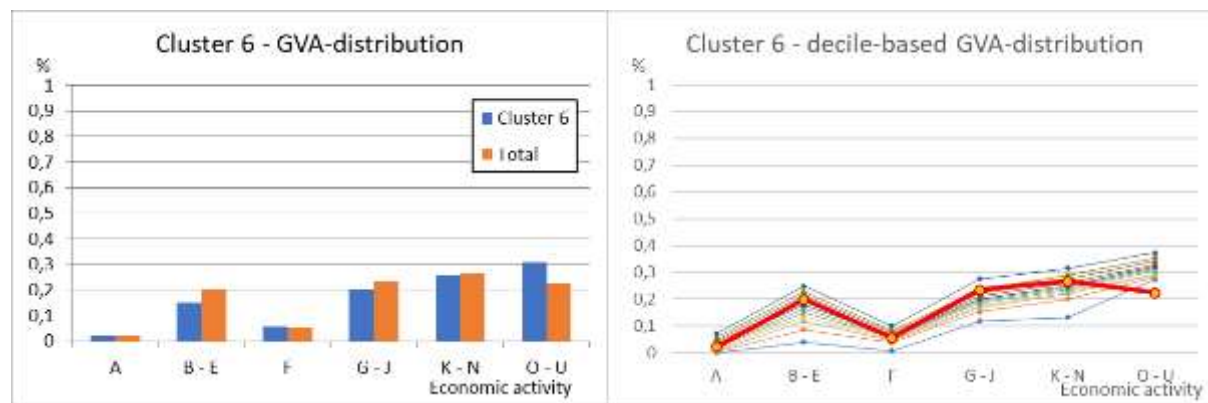 Cluster 6 - GVA-distribution
%
1
0,9
0,8
0,7
0,6
0,5
0,4
0,3
0,2
0,1
0
Cluster 6
Total
A
B - E
F
G - J
K - N
O - U
Economic activity
Cluster 6 - decile-based GVA-distribution
%
1
0,9
0,8
0,7
0,6
0,5
0,4
0,3
0,2
0,1
0
A
B - E
F
G - J
K - N
O - U
Economic activity